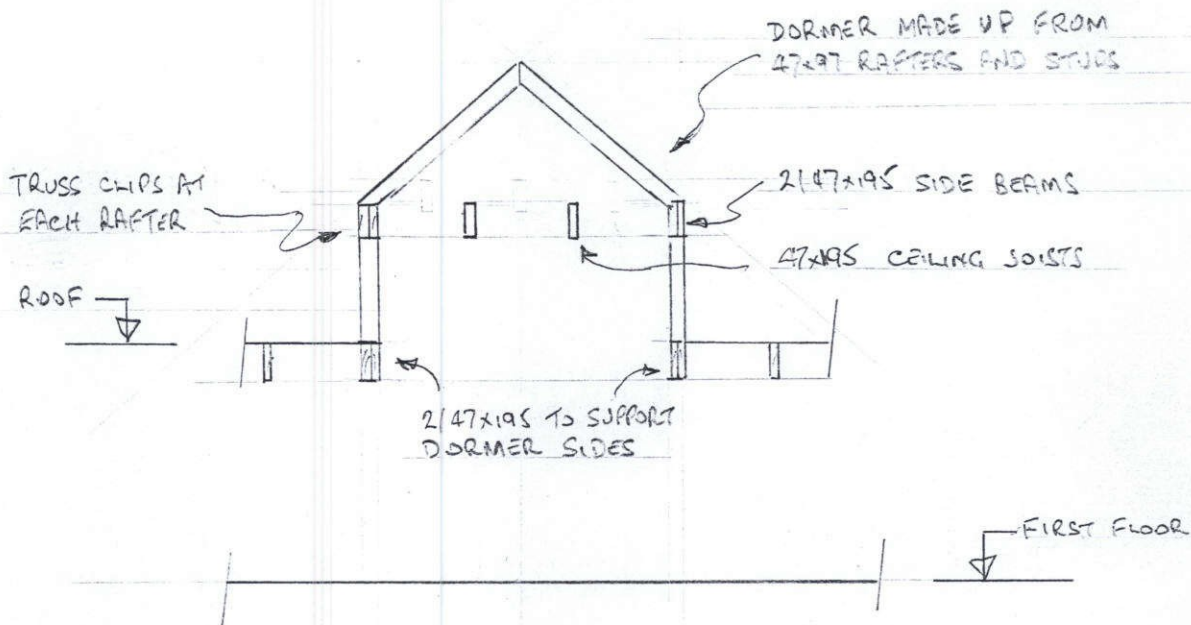 DORMER MADE UP FROM
47x97 RAFTERS AND STUDS
TRUSS CLIPS AT
EACH RAFTER
2/47x195 SIDE BEAMS
47x195 CEILING JOISTS
ROOF
2/47x195 TO SUPPORT
DORMER SIDES
FIRST FLOOR